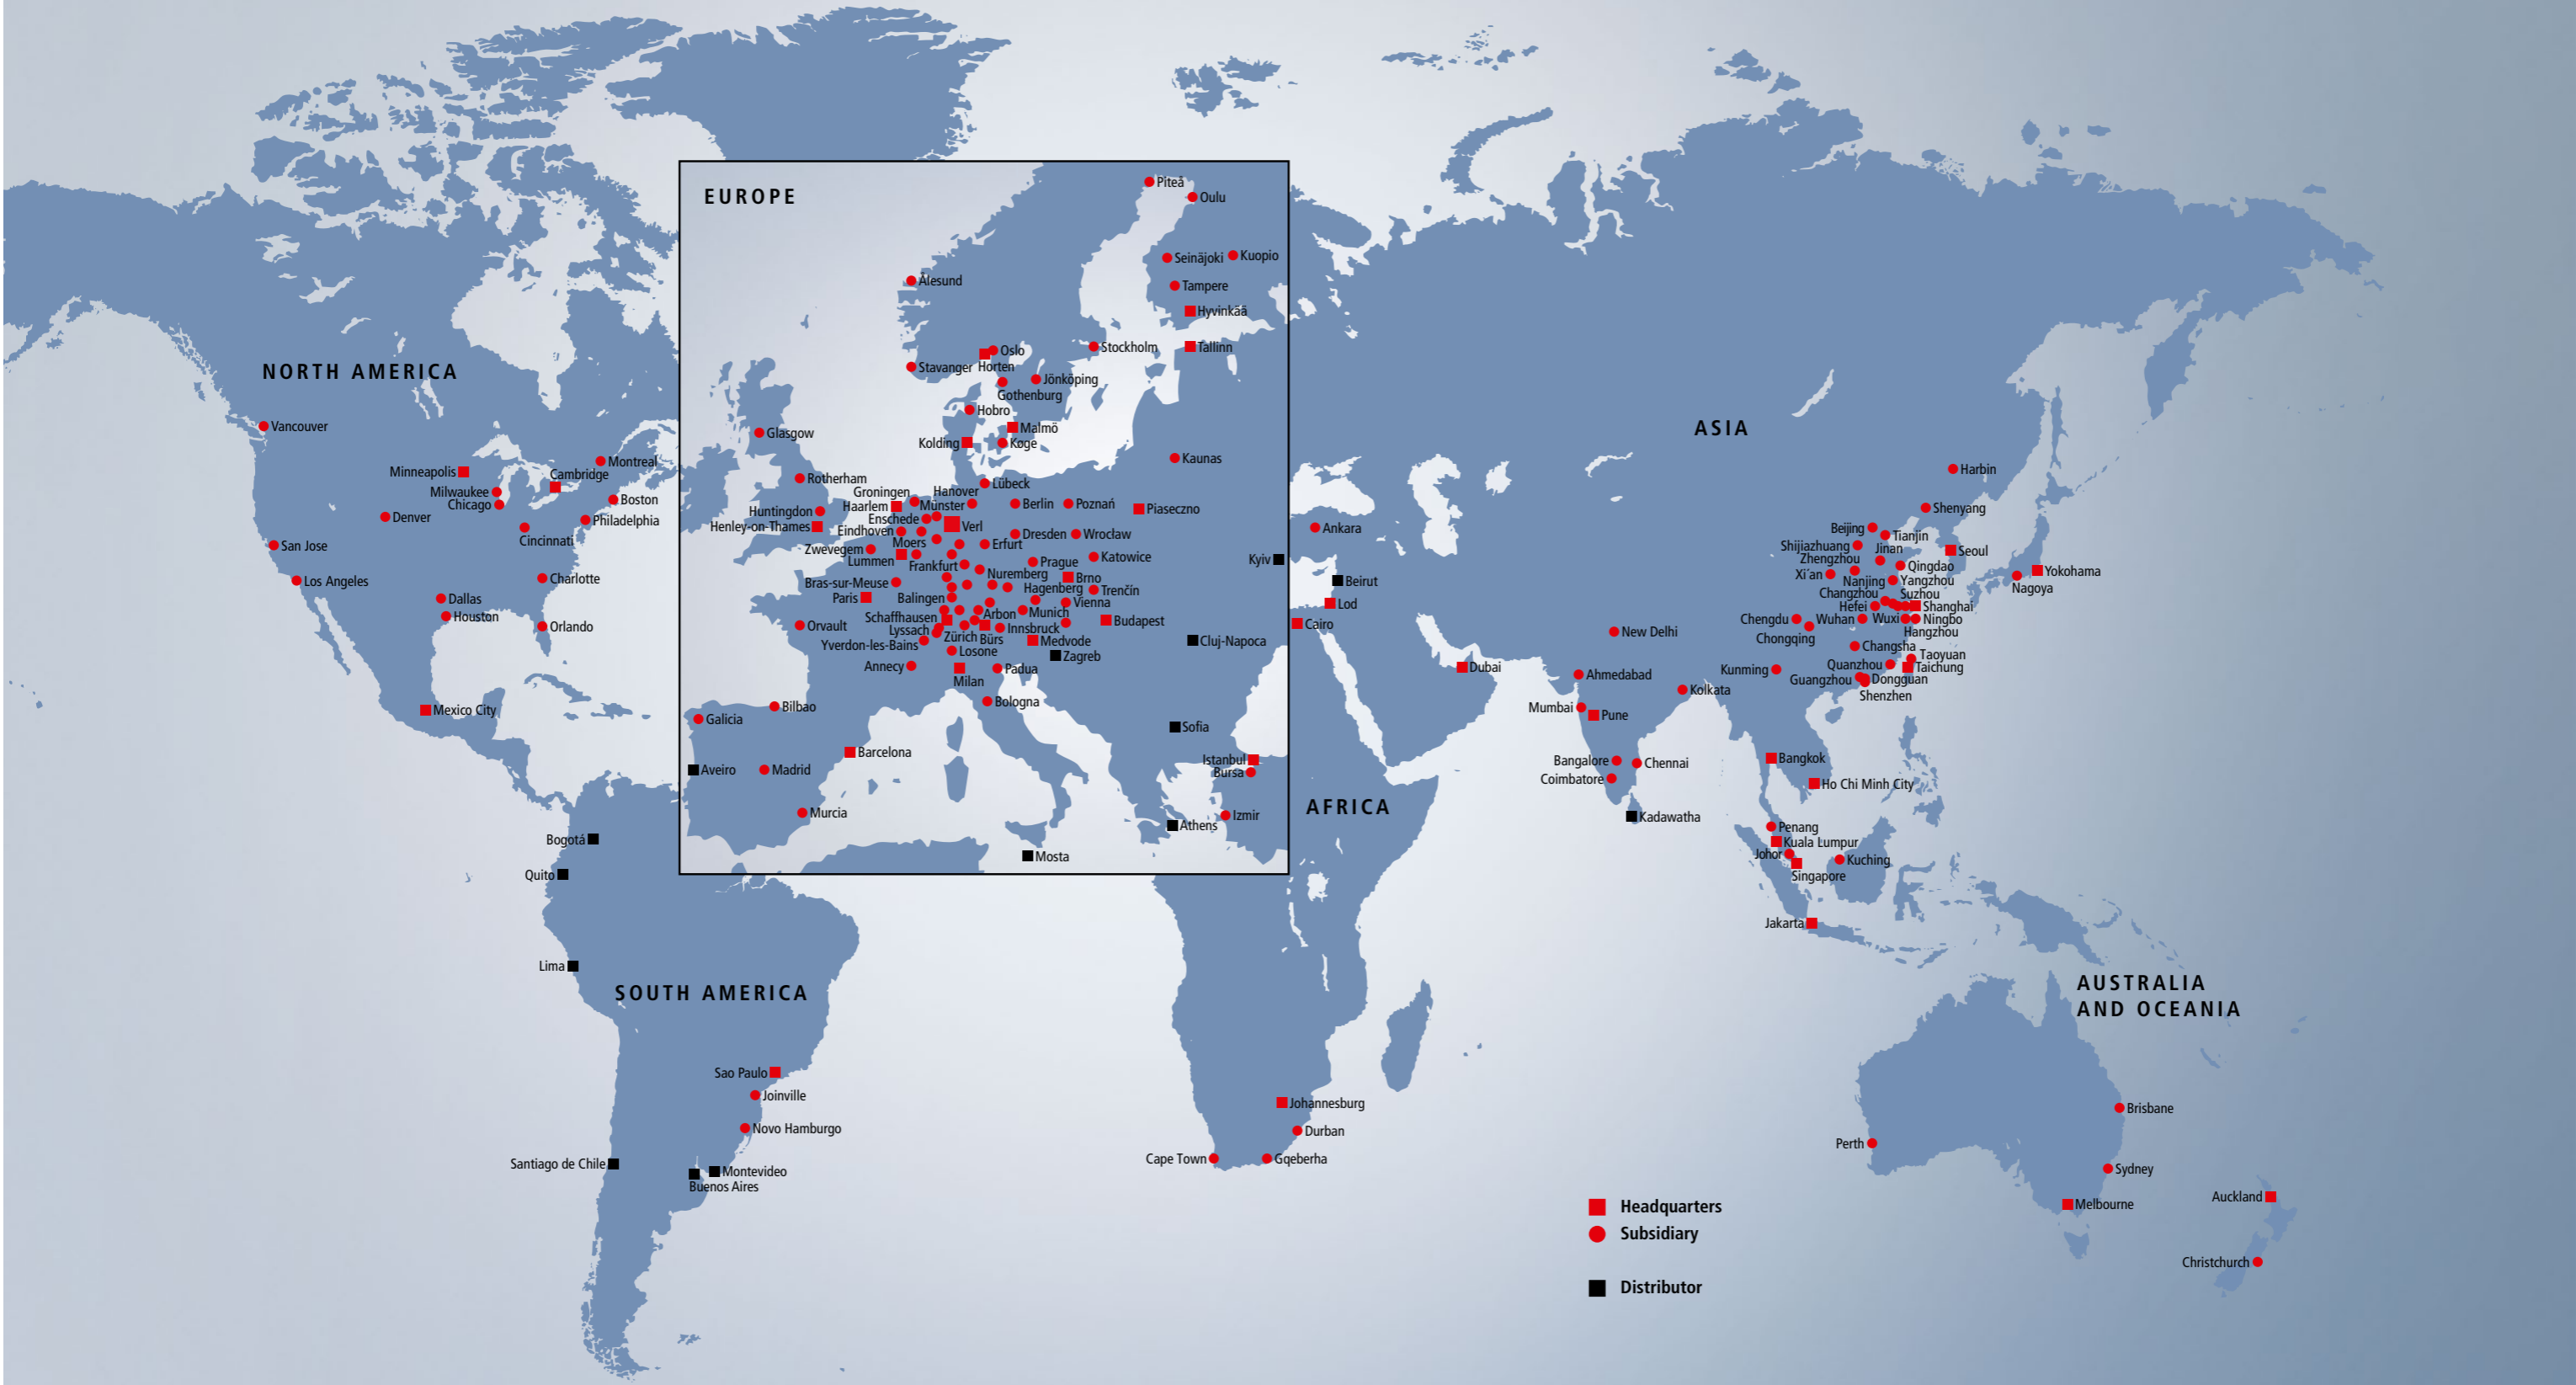 NORTH AMERICA
Vancouver
Minneapolis
Montreal
Cambridge
Milwaukee
Chicago
Boston
Denver
Philadelphia
Cincinnati
San Jose
Los Angeles
Charlotte
Dallas
Houston
Orlando
Mexico City
EUROPE
Piteå
Oulu
Seinäjoki
Kuopio
Ålesund
Tampere
Hyvinkää
Oslo
Stockholm
Tallinn
Stavanger
Horten
Jönköping
Gothenburg
Hobro
Malmö
Glasgow
Kolding
Køge
Kaunas
Rotherham
Lübeck
Groningen
Hanover
Haarlem
Münster
Berlin
Poznań
Piaseczno
Huntingdon
Enschede
Henley-on-Thames
Verl
Eindhoven
Dresden
Wrocław
Moers
Erfurt
Zwevegem
Lummen
Frankfurt
Prague
Katowice
Kyiv
Nuremberg
Brno
Bras-sur-Meuse
Hagenberg
Trenčín
Paris
Balingen
Vienna
Arbon
Munich
Schaffhausen
Budapest
Orvault
Lyssach
Innsbruck
Zürich
Bürs
Medvode
Cluj-Napoca
Yverdon-les-Bains
Losone
Zagreb
Annecy
Padua
Milan
Bologna
Bilbao
Galicia
Sofia
Barcelona
Istanbul
Aveiro
Madrid
Bursa
Murcia
Izmir
Athens
Mosta
ASIA
Harbin
Shenyang
Ankara
Beijing
Tianjin
Shijiazhuang
Jinan
Seoul
Zhengzhou
Qingdao
Xi´an
Nanjing
Yangzhou
Yokohama
Nagoya
Beirut
Changzhou
Suzhou
Lod
Hefei
Shanghai
Cairo
Chengdu
Wuhan
Wuxi
Ningbo
Chongqing
Hangzhou
New Delhi
Changsha
Taoyuan
Dubai
Ahmedabad
Kunming
Quanzhou
Taichung
Guangzhou
Dongguan
Kolkata
Shenzhen
Mumbai
Pune
Bangalore
Chennai
Bangkok
Coimbatore
Ho Chi Minh City
Kadawatha
Penang
Kuala Lumpur
Johor
Kuching
Singapore
Jakarta
AFRICA
Johannesburg
Durban
Cape Town
Gqeberha
SOUTH AMERICA
Bogotá
Quito
Lima
Sao Paulo
Joinville
Novo Hamburgo
Santiago de Chile
Montevideo
Buenos Aires
AUSTRALIA
AND OCEANIA
Brisbane
Perth
Sydney
Auckland
Melbourne
Christchurch
Headquarters
Subsidiary
Distributor